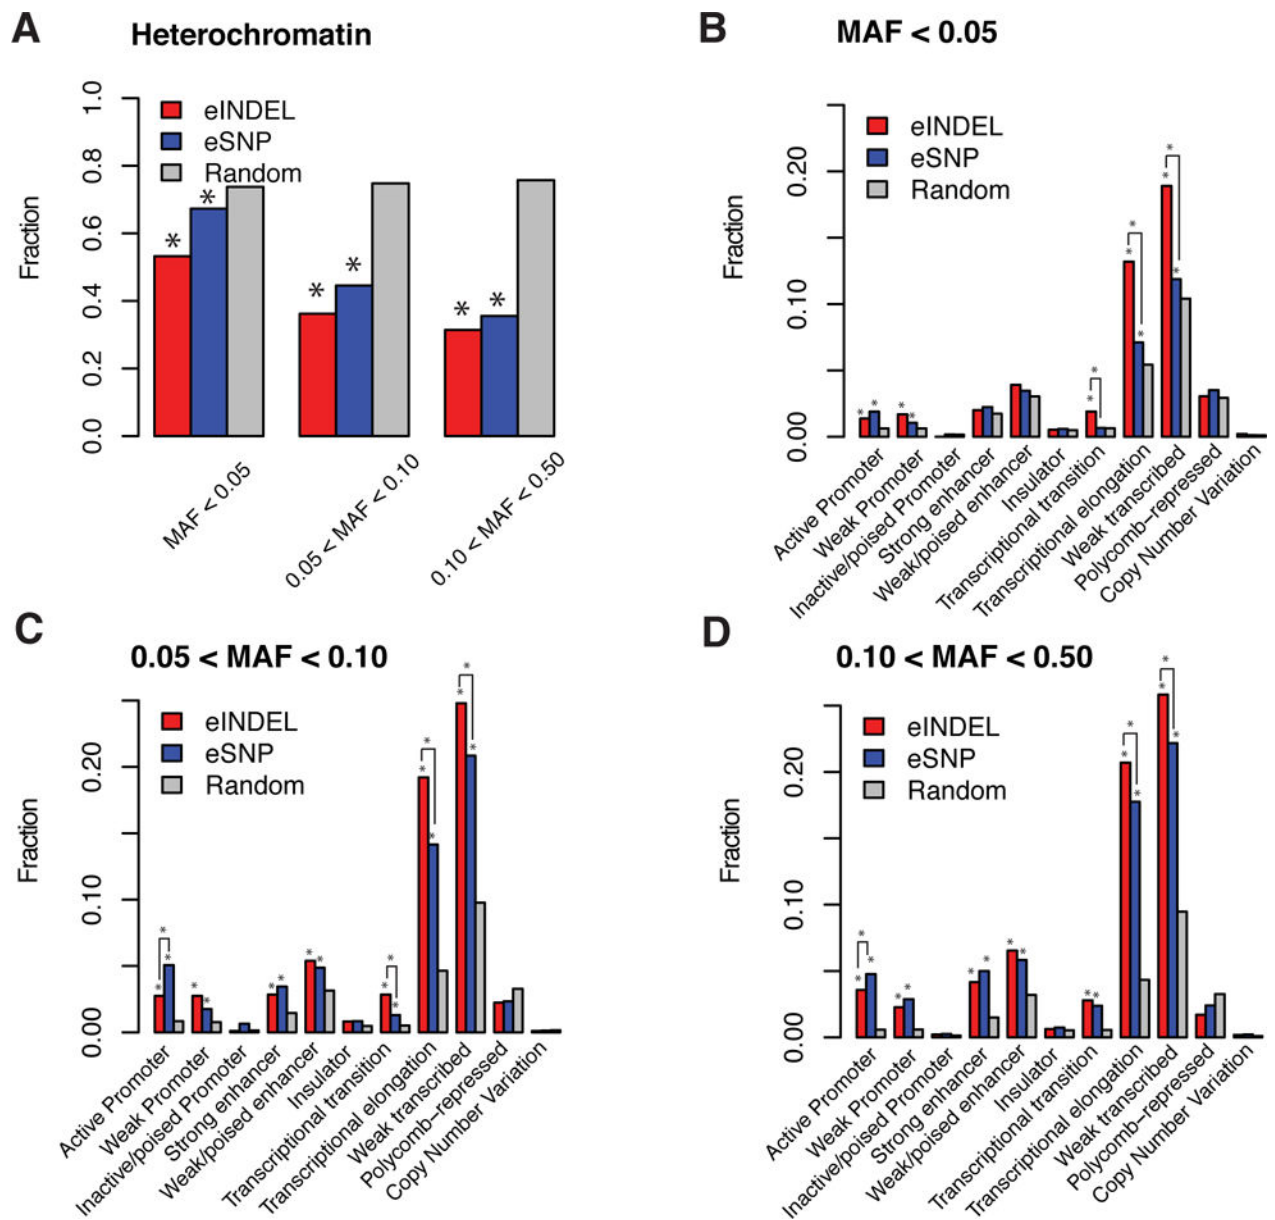 A
Heterochromatin
eINDEL
eSNP
Random
Fraction
1.0
0.8
0.6
0.4
0.2
0.0
* * * * * *
MAF < 0.05
0.05 < MAF < 0.10
0.10 < MAF < 0.50
B
MAF < 0.05
eINDEL
eSNP
Random
Fraction
0.20
0.10
0.00
* * * * * * * * * * * *
Active Promoter
Weak Promoter
Inactive/poised Promoter
Strong enhancer
Weak/poised enhancer
Insulator
Transcriptional transition
Transcriptional elongation
Weak transcribed
Polycomb−repressed
Copy Number Variation
C
0.05 < MAF < 0.10
eINDEL
eSNP
Random
Fraction
0.20
0.10
0.00
* * * * * * * * * * * * * * * * * *
Active Promoter
Weak Promoter
Inactive/poised Promoter
Strong enhancer
Weak/poised enhancer
Insulator
Transcriptional transition
Transcriptional elongation
Weak transcribed
Polycomb−repressed
Copy Number Variation
D
0.10 < MAF < 0.50
eINDEL
eSNP
Random
Fraction
0.20
0.10
0.00
* * * * * * * * * * * * * * * * *
Active Promoter
Weak Promoter
Inactive/poised Promoter
Strong enhancer
Weak/poised enhancer
Insulator
Transcriptional transition
Transcriptional elongation
Weak transcribed
Polycomb−repressed
Copy Number Variation